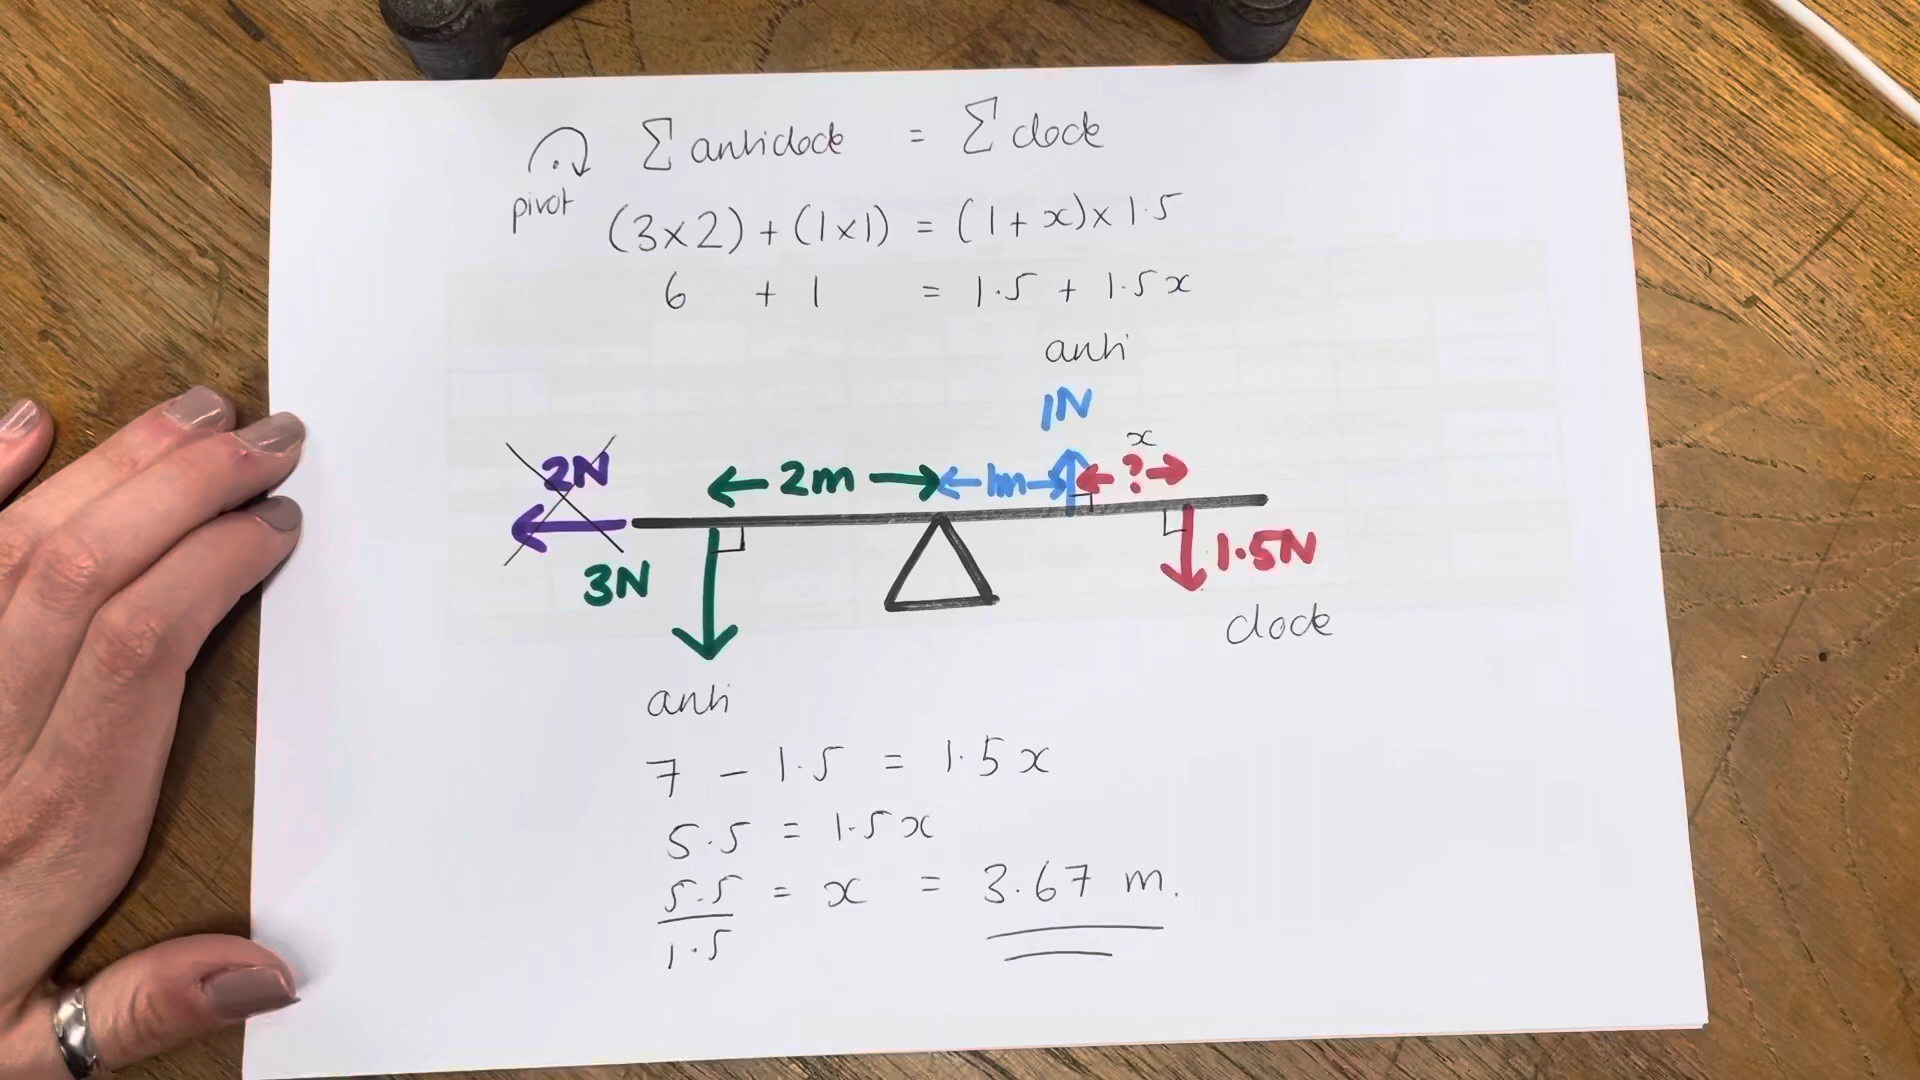 Σ anticlock = Σ clock
pivot
(3×2) + (1×1) = (1 + x) × 1.5
6 + 1 = 1.5 + 1.5x
anti
1N
x
2N
2m
1m
?
3N
1.5N
clock
anti
7 - 1.5 = 1.5x
5.5 = 1.5x
5.5/1.5 = x = 3.67 m.